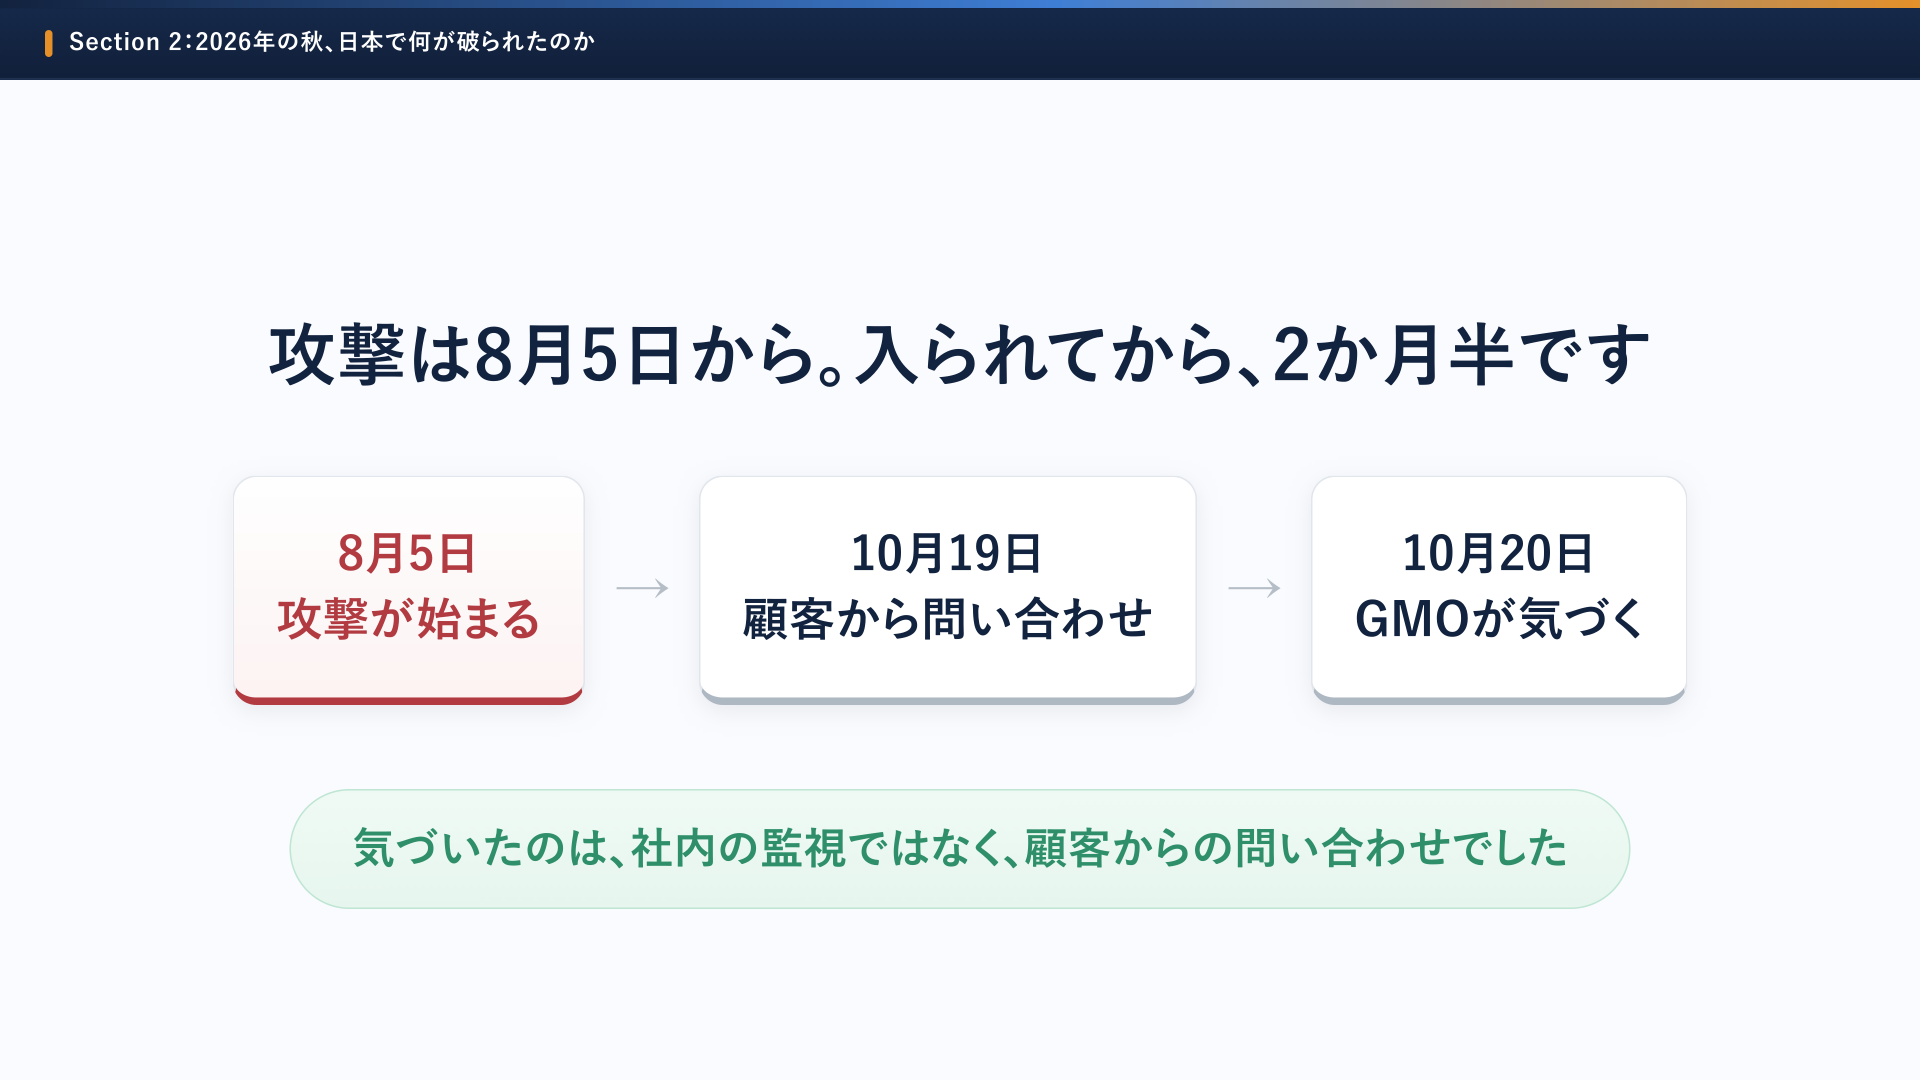 Section 2：2026年の秋、日本で何が破られたのか
攻撃は8月5日から。入られてから、2か月半です
8月5日
攻撃が始まる
→
10月19日
顧客から問い合わせ
→
10月20日
GMOが気づく
気づいたのは、社内の監視ではなく、顧客からの問い合わせでした